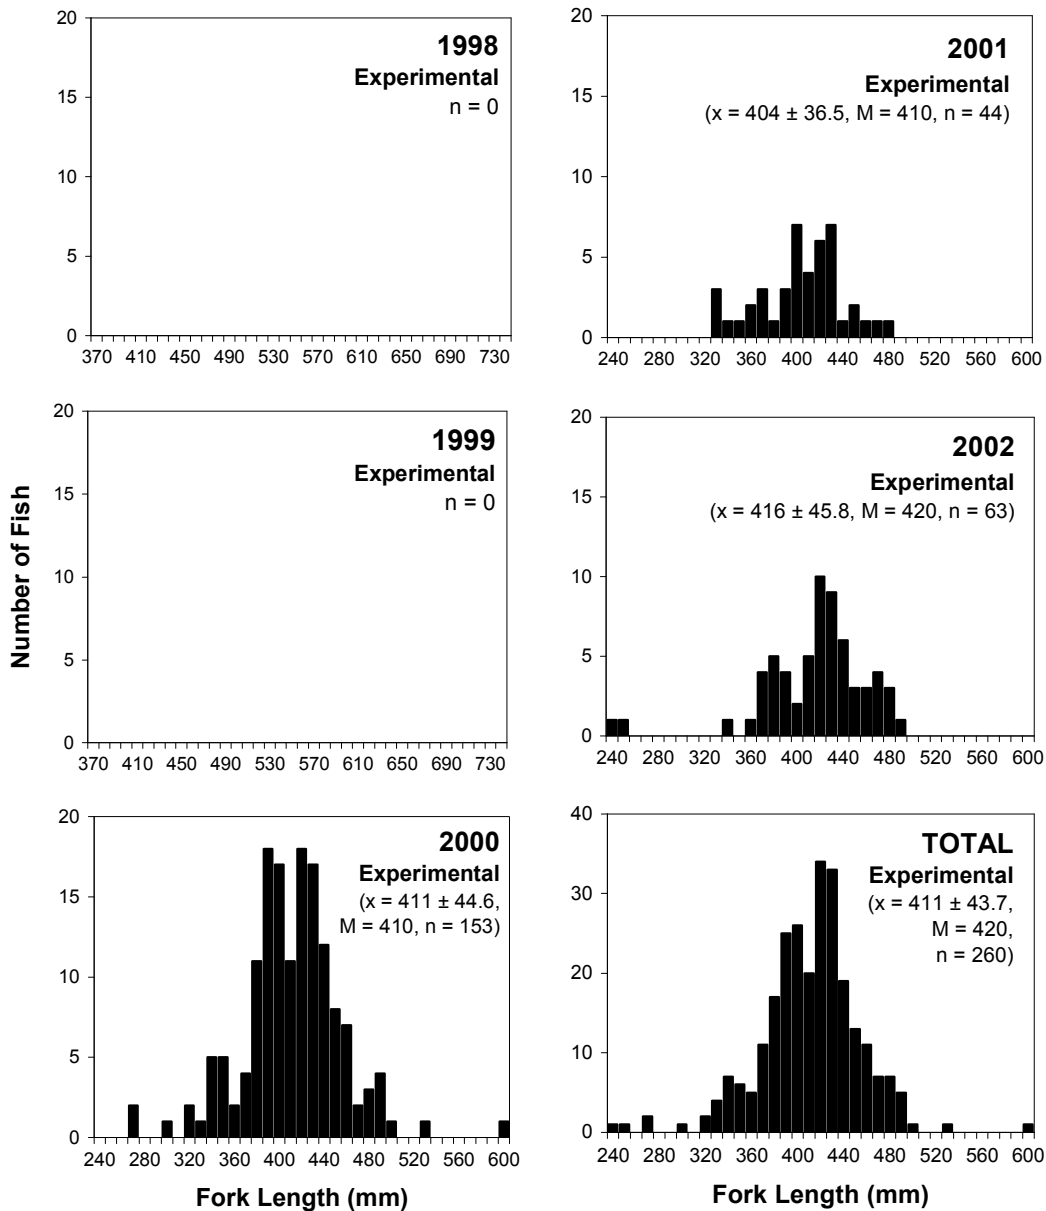 20
15
10
5
0
1998
Experimental
n = 0
370 410 450 490 530 570 610 650 690 730
20
15
10
5
0
2001
Experimental
(x = 404 ± 36.5, M = 410, n = 44)
240 280 320 360 400 440 480 520 560 600
Number of Fish
20
15
10
5
0
1999
Experimental
n = 0
370 410 450 490 530 570 610 650 690 730
20
15
10
5
0
2002
Experimental
(x = 416 ± 45.8, M = 420, n = 63)
240 280 320 360 400 440 480 520 560 600
20
15
10
5
0
2000
Experimental
(x = 411 ± 44.6,
M = 410, n = 153)
240 280 320 360 400 440 480 520 560 600
Fork Length (mm)
40
30
20
10
0
TOTAL
Experimental
(x = 411 ± 43.7,
M = 420,
n = 260)
240 280 320 360 400 440 480 520 560 600
Fork Length (mm)